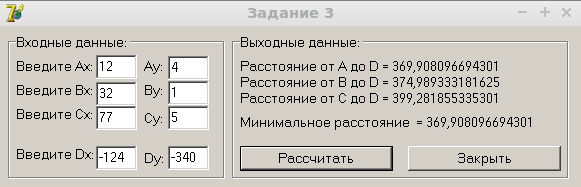 Задание 3
Входные данные:
Введите Ax: 12 Ay: 4
Введите Bx: 32 By: 1
Введите Cx: 77 Cy: 5
Введите Dx: -124 Dy: -340
Выходные данные:
Расстояние от A до D = 369,908096694301
Расстояние от B до D = 374,989333181625
Расстояние от C до D = 399,281855335301
Минимальное расстояние = 369,908096694301
Рассчитать Закрыть